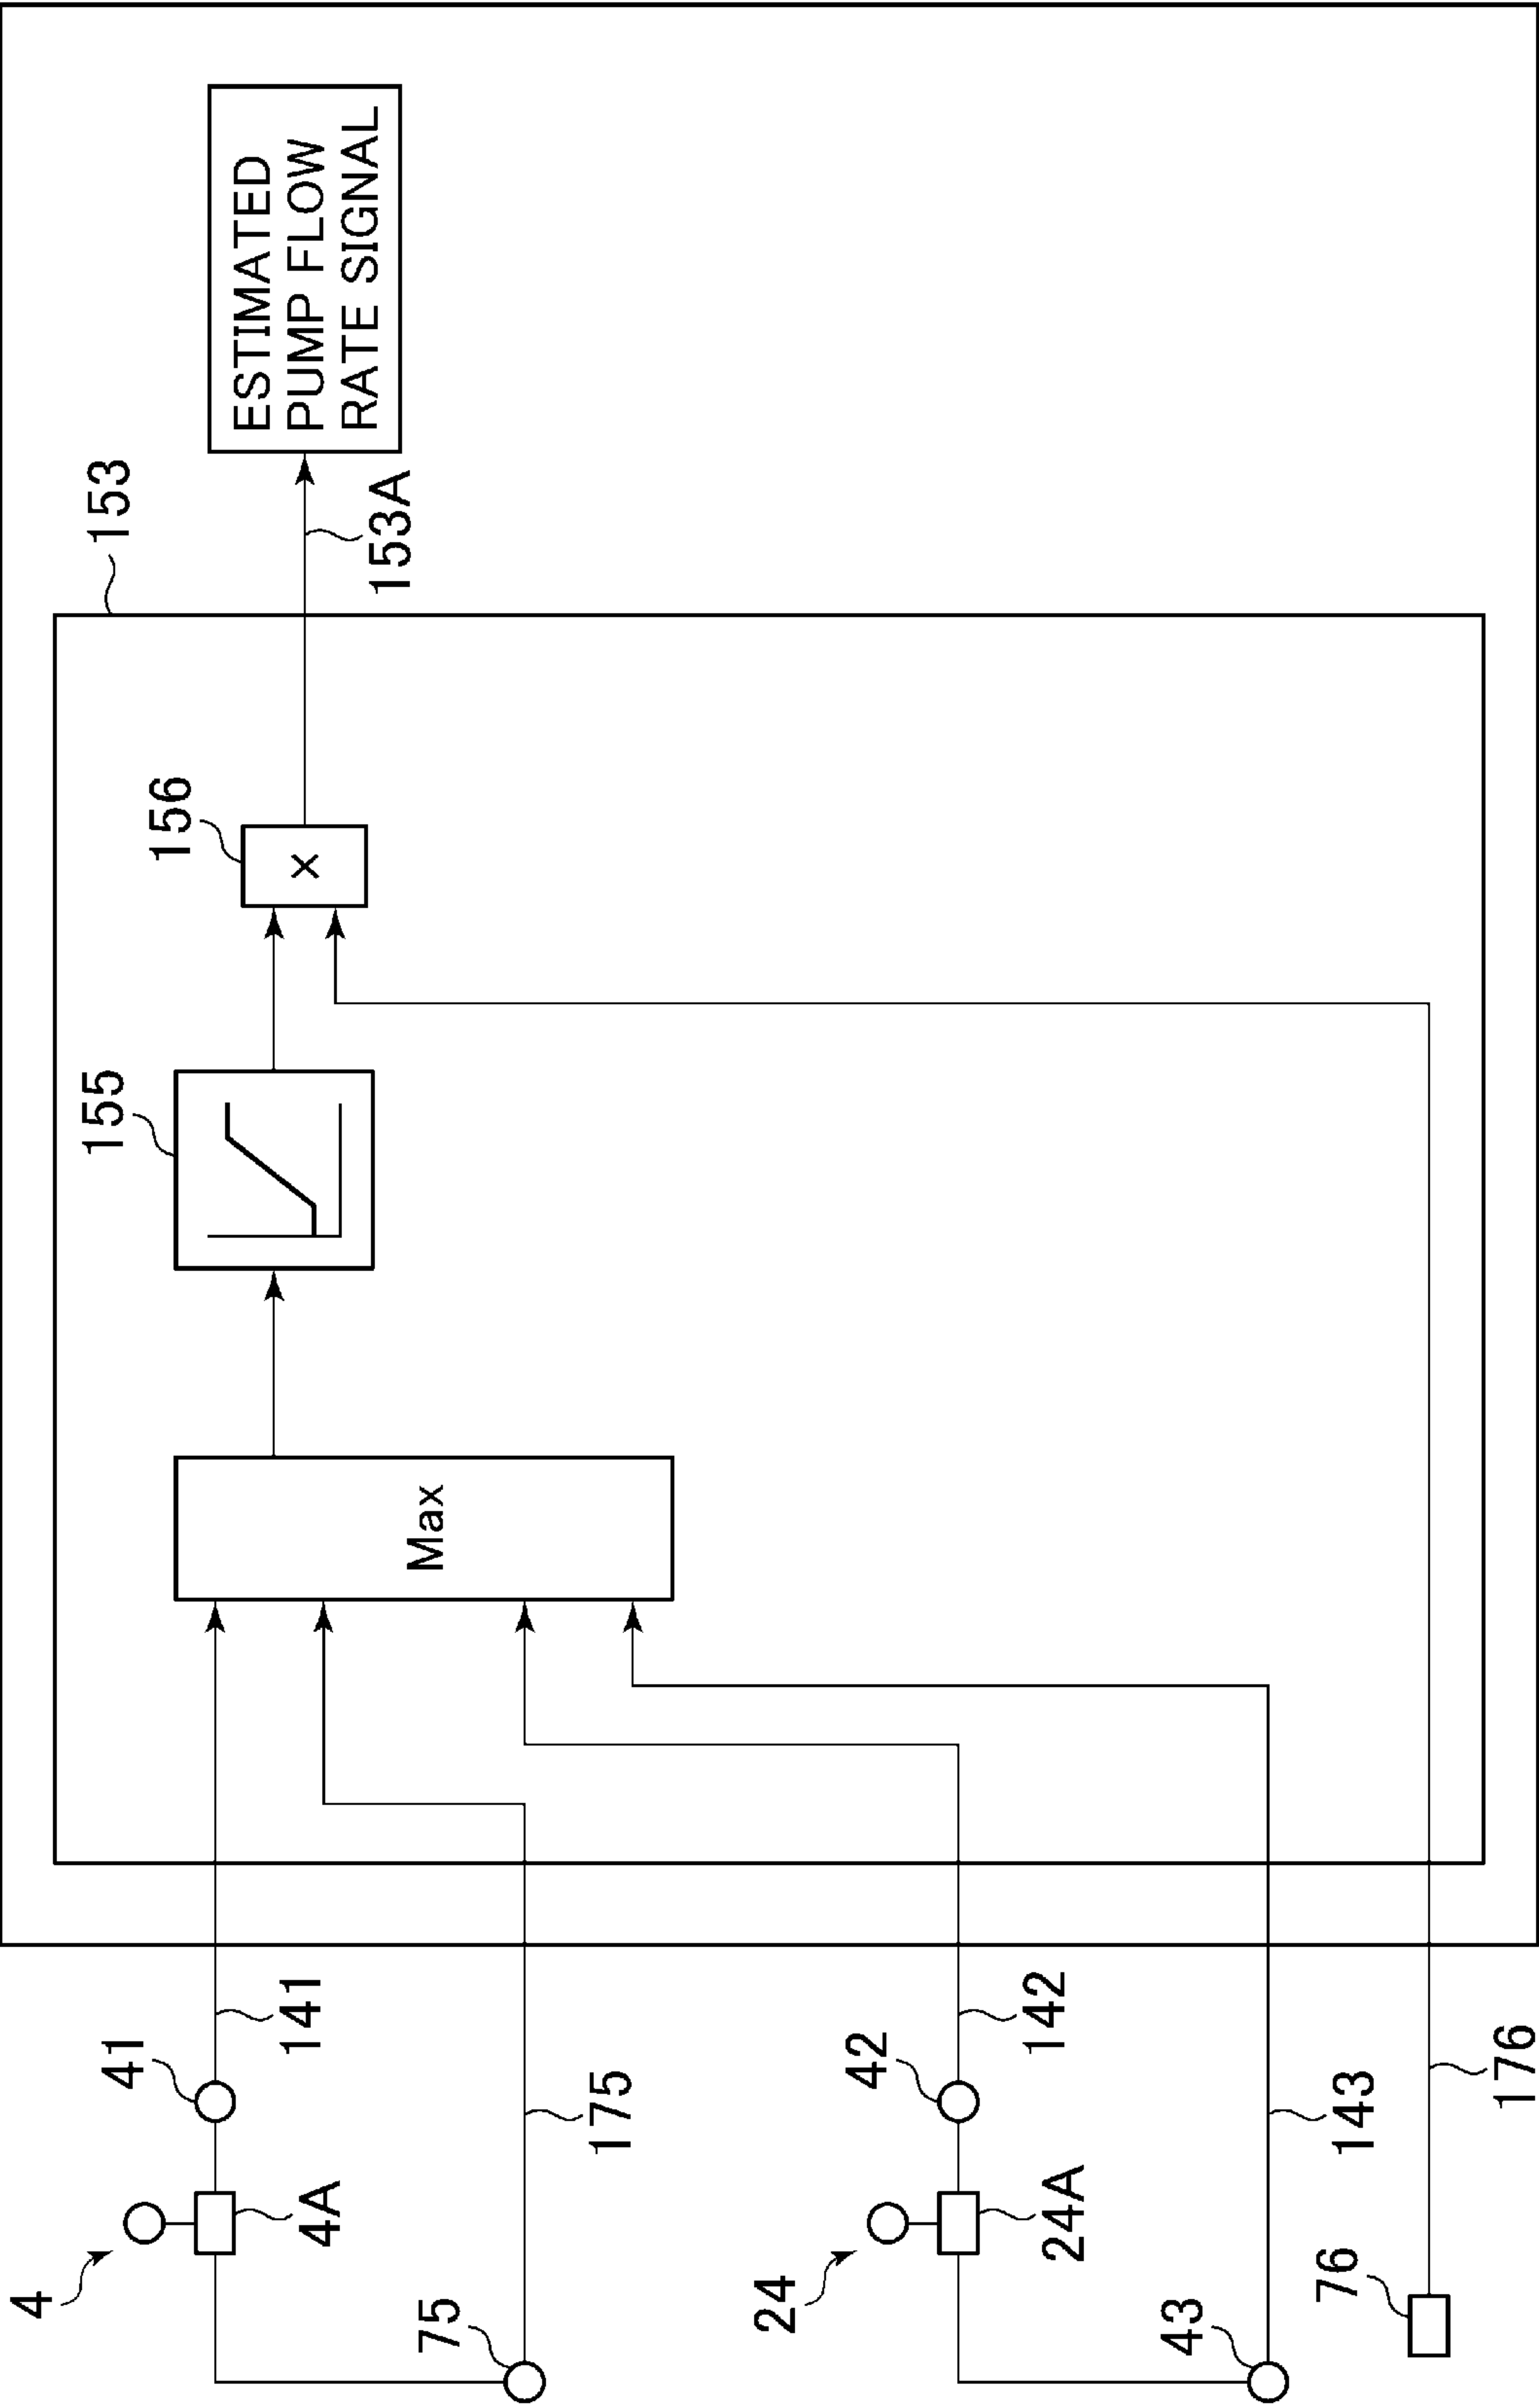 4
4A
41
141
75
175
24
24A
42
142
43
143
76
176
Max
155
156
×
153
153A
ESTIMATED
PUMP FLOW
RATE SIGNAL